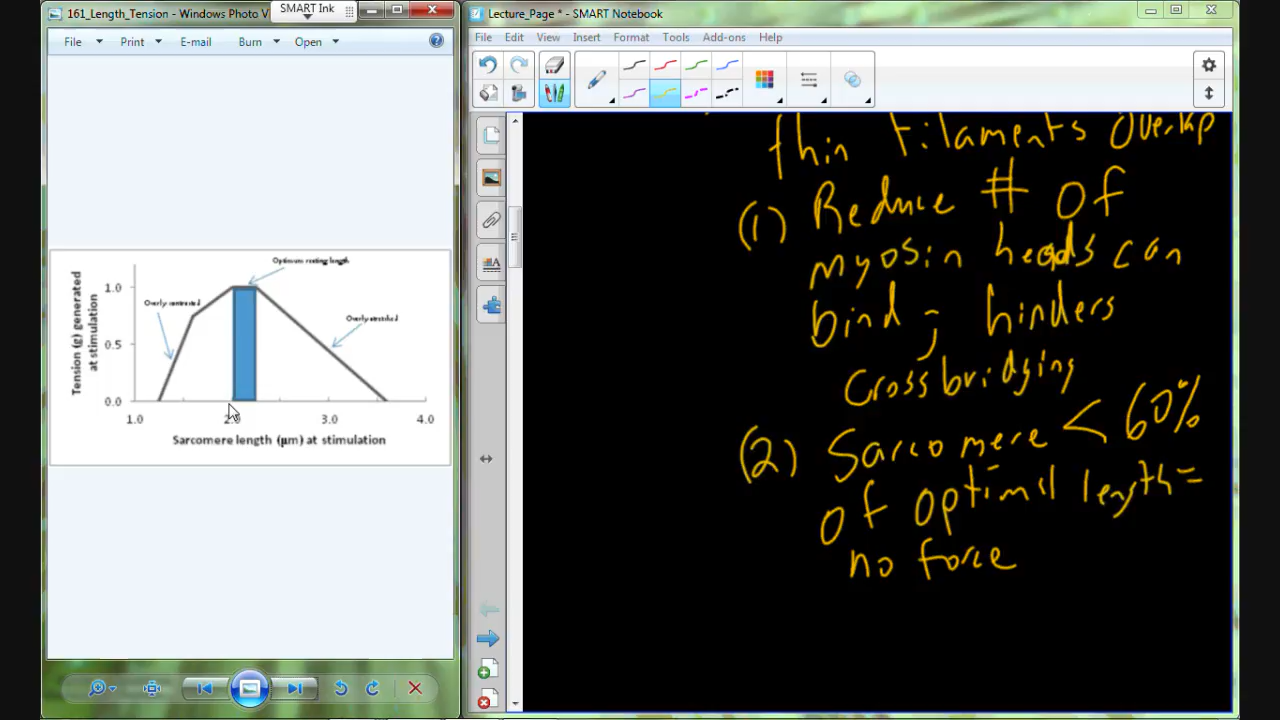 161_Length_Tension - Windows Photo V
SMART Ink
File Print E-mail Burn Open
Optimum resting length
Overly contracted
Overly stretched
Tension (g) generated
at stimulation
1.0
0.5
0.0
1.0 2.0 3.0 4.0
Sarcomere length (µm) at stimulation
Lecture_Page * - SMART Notebook
File Edit View Insert Format Tools Add-ons Help
thin filaments overlap
(1) Reduce # of
myosin heads can
bind ; hinders
crossbridging
(2) Sarcomere < 60%
of optimal length =
no force